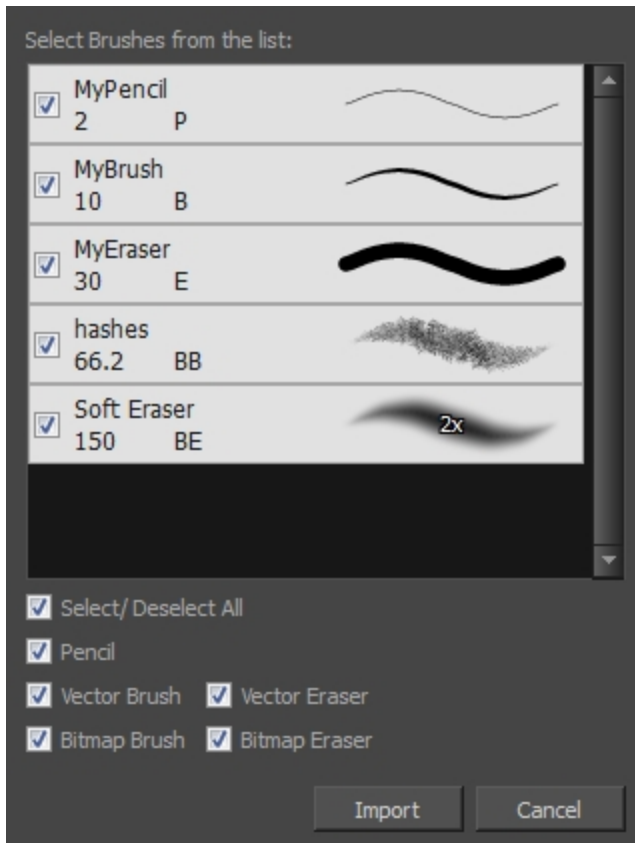 Select Brushes from the list:
MyPencil
2 P
MyBrush
10 B
MyEraser
30 E
hashes
66.2 BB
Soft Eraser
150 BE
2x
Select/ Deselect All
Pencil
Vector Brush Vector Eraser
Bitmap Brush Bitmap Eraser
Import Cancel